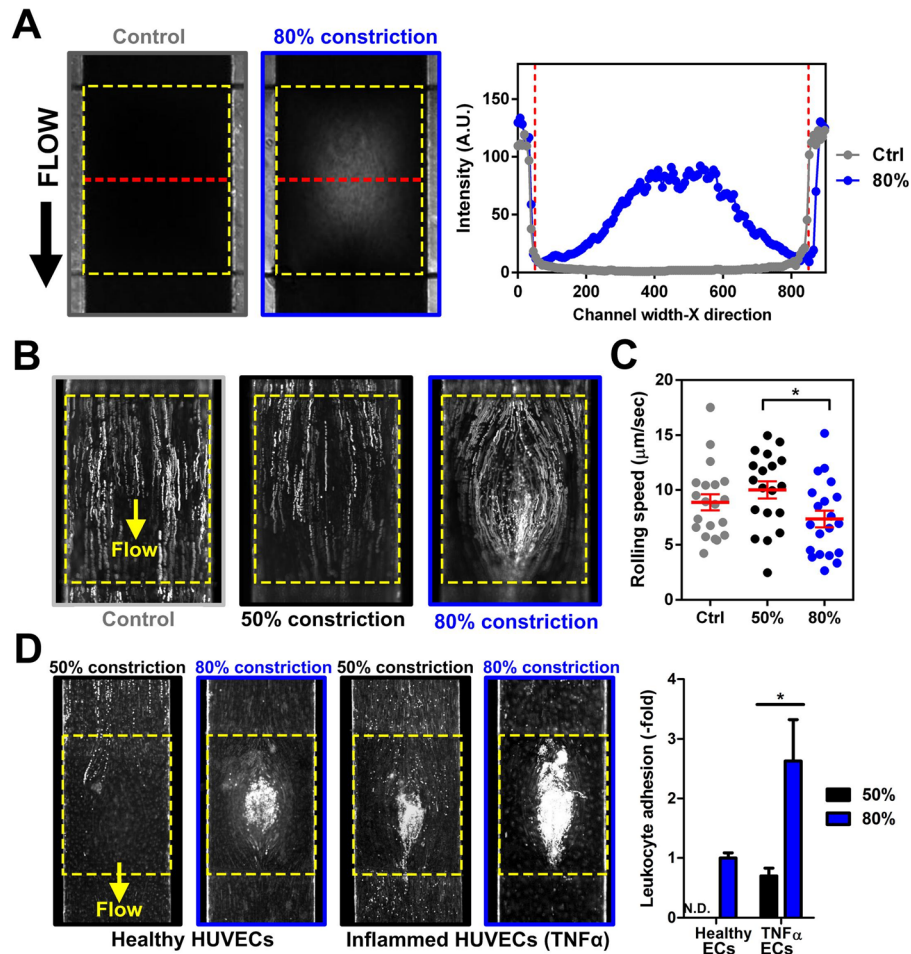 A
Control
80% constriction
FLOW
Intensity (A.U.)
150
100
50
0
0 200 400 600 800
Channel width-X direction
Ctrl
80%
B
Flow
Control
50% constriction
80% constriction
C
Rolling speed (μm/sec)
20
15
10
5
0
*
Ctrl 50% 80%
D
50% constriction 80% constriction 50% constriction 80% constriction
Flow
Healthy HUVECs
Inflammed HUVECs (TNFα)
Leukocyte adhesion (-fold)
4
3
2
1
0
*
N.D.
Healthy ECs
TNFα ECs
50%
80%